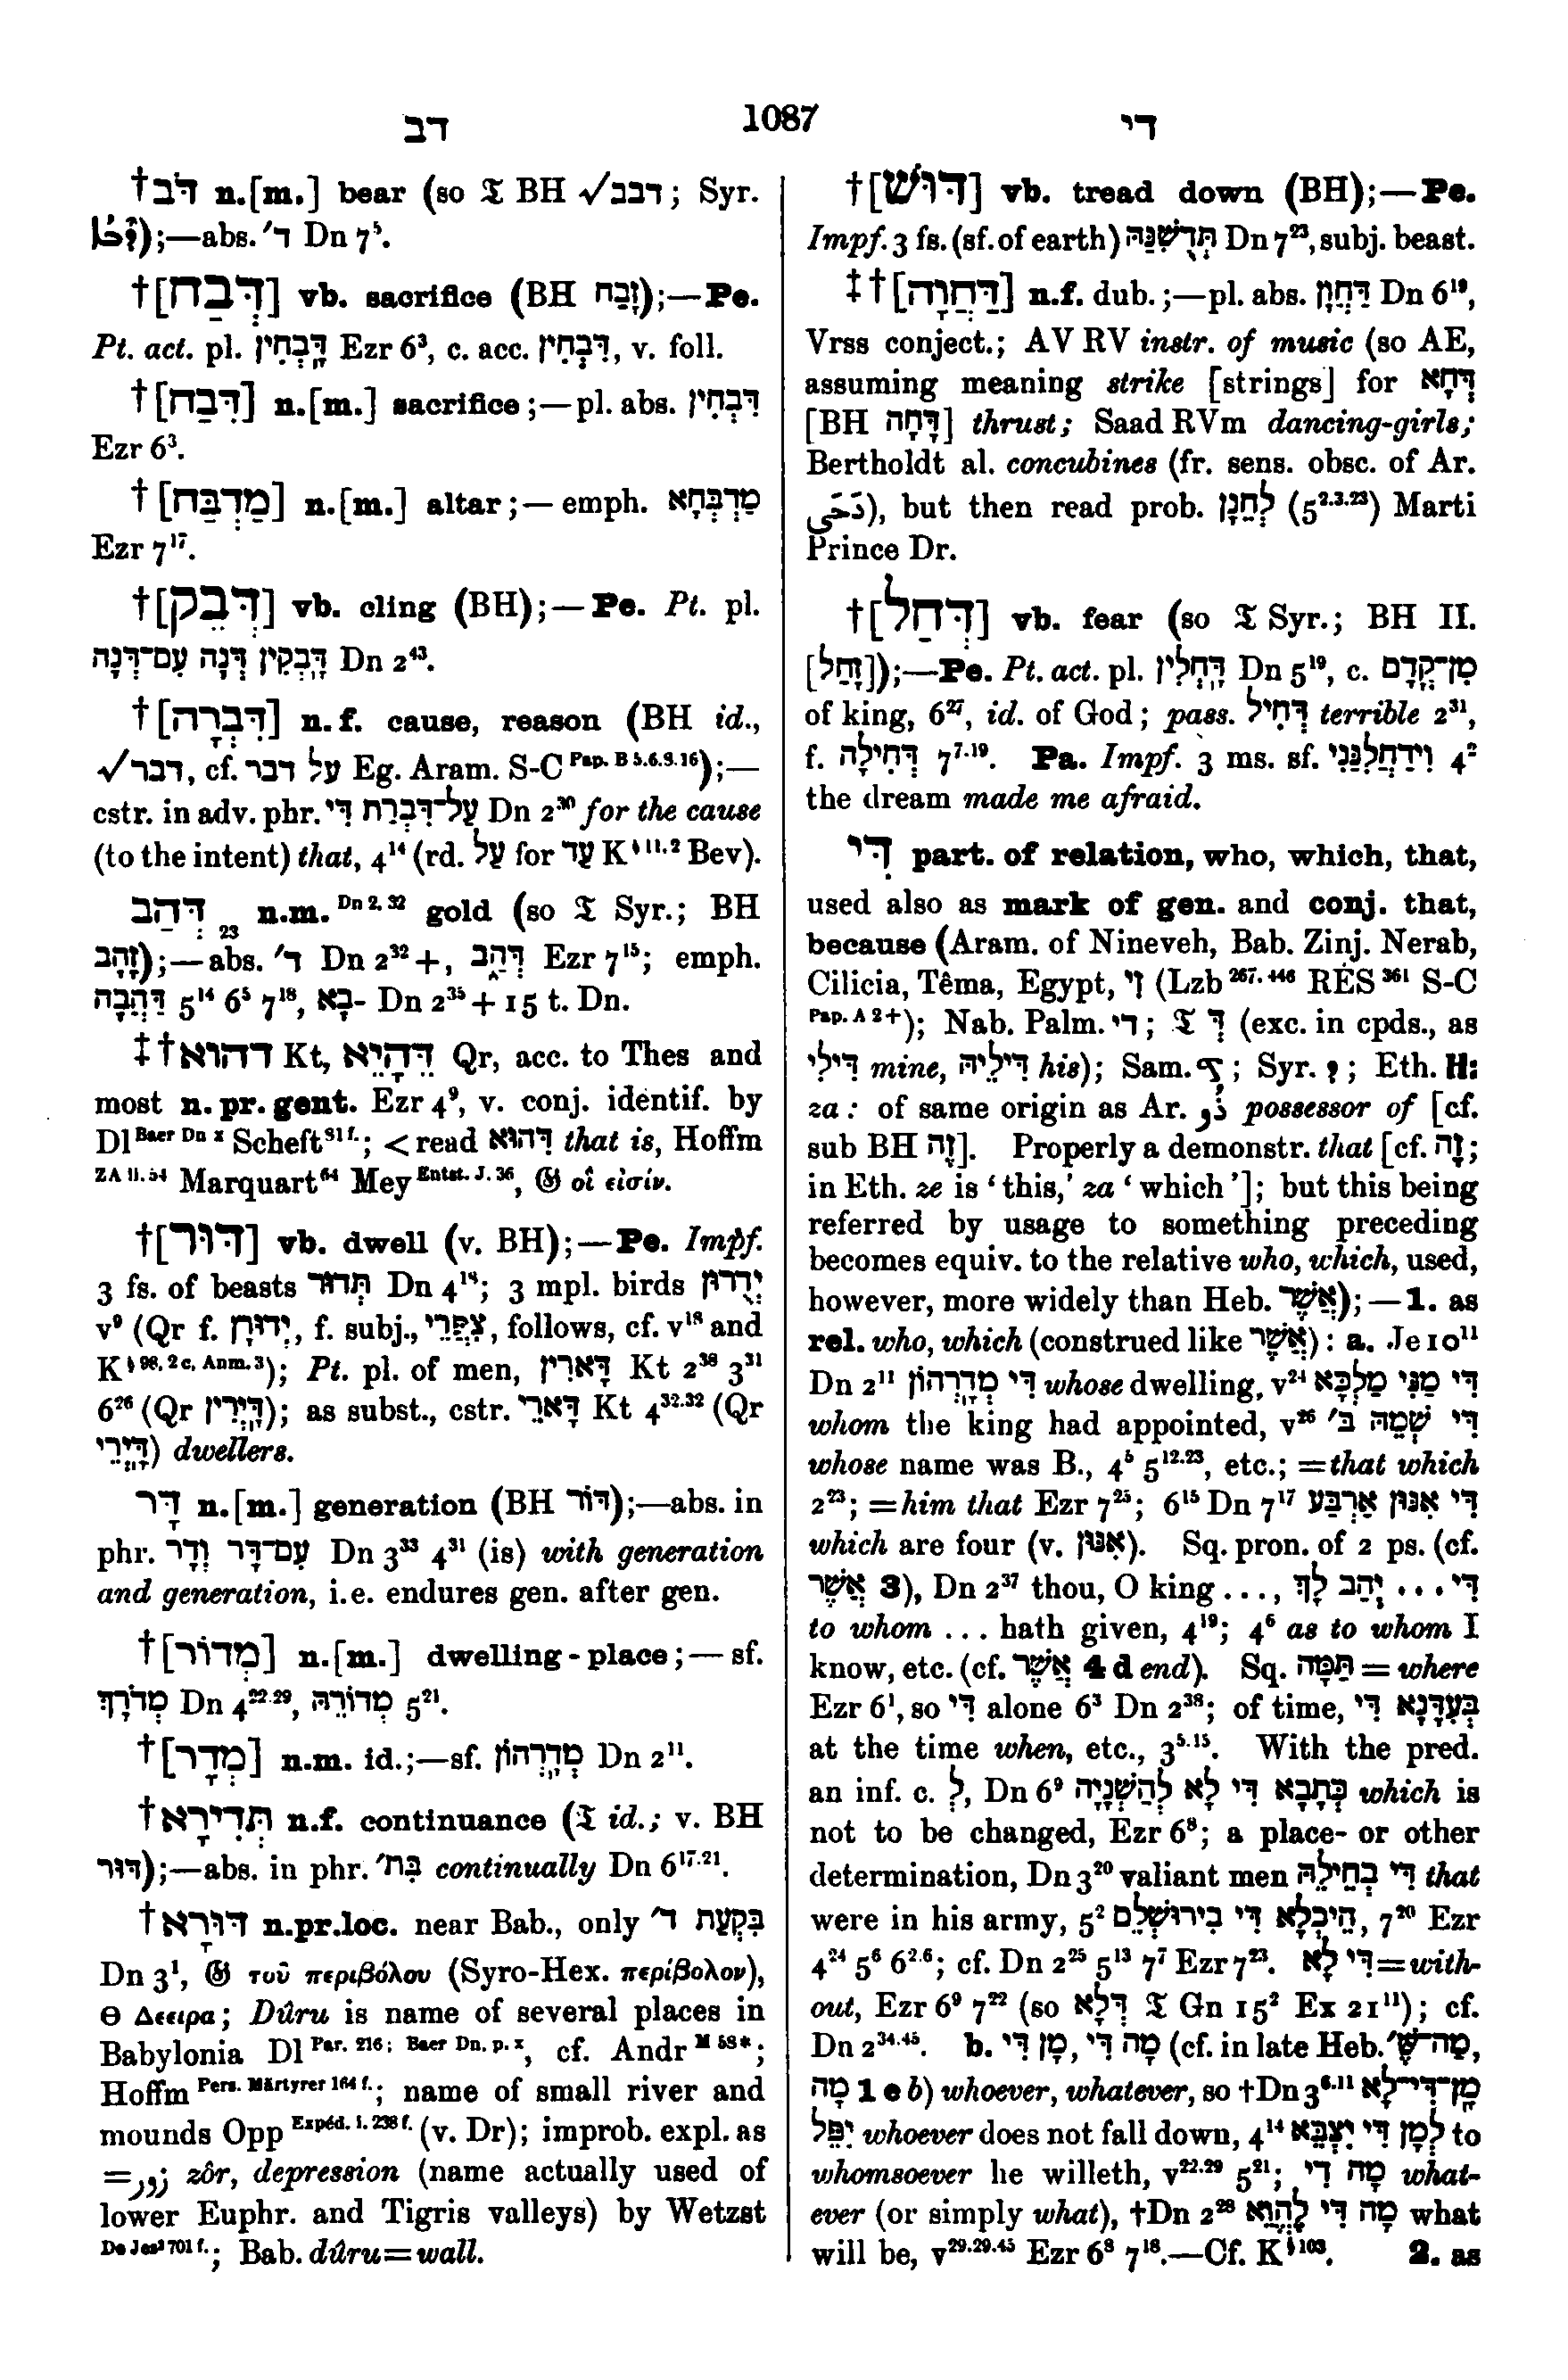 דב 1087 די
†דֹּב n.[m.] bear (so 𝔗 BH √דבב; Syr.
ܕܶܒܳܐ);—abs. ד׳ Dn 7⁵.
†[דְּבַח] vb. sacrifice (BH זָבַח);—Pe.
Pt. act. pl. דָּֽבְחִין Ezr 6³, c. acc. דִּבְחִין, v. foll.
†[דְּבַח] n.[m.] sacrifice;—pl. abs. דִּבְחִין
Ezr 6³.
†[מַדְבַּח] n.[m.] altar;—emph. מַדְבְּחָא
Ezr 7¹⁷.
†[דְּבֵק] vb. cling (BH);—Pe. Pt. pl.
דָּֽבְקִין דְּנָה עִם־דְּנָה Dn 2⁴³.
†[דִּבְרָה] n.f. cause, reason (BH id.,
√דבר, cf. על דבר Eg. Aram. S-C Pap. B 5.6.9.16);—
cstr. in adv. phr. עַל־דִּבְרַת דִּי Dn 2³⁰ for the cause
(to the intent) that, 4¹⁴ (rd. עַל for עַד K§ 11.2 Bev).
דְּהַב 23 n.m. Dn 2, 32 gold (so 𝔗 Syr.; BH
זָהָב);—abs. ד׳ Dn 2³² +, דְּהַב Ezr 7¹⁵; emph.
דַּהֲבָה 5¹⁴ 6⁵ 7¹⁸, בָא- Dn 2³⁵ + 15 t. Dn.
‡†דהוא Kt, דֶּהָיֵא Qr, acc. to Thes and
most n. pr. gent. Ezr 4⁹, v. conj. identif. by
Dl Baer Dn x Scheft 91 f.; < read דְּהוּא that is, Hoffm
ZA ii. 54 Marquart 64 Mey Entst. J. 36, 𝔊 οἵ εἰσίν.
†[דּוּר] vb. dwell (v. BH);—Pe. Impf.
3 fs. of beasts תְּדוּר Dn 4¹⁸; 3 mpl. birds יְדֻרוּן
v⁹ (Qr f. יְדוּרָן, f. subj., צִפֲּרֵי, follows, cf. v¹⁸ and
K§ 98, 2 c, Anm. 3); Pt. pl. of men, דָּארִין Kt 2³⁸ 3³¹
6²⁶ (Qr דָּיְרִין); as subst., cstr. דָּארֵי Kt 4³²·³² (Qr
דָּיְרֵי) dwellers.
דָּר n.[m.] generation (BH דּוֹר);—abs. in
phr. עִם־דָּר וְדָר Dn 3³³ 4³¹ (is) with generation
and generation, i.e. endures gen. after gen.
†[מְדוֹר] n.[m.] dwelling-place;—sf.
מְדֹרָךְ Dn 4²²·²⁹, מְדוֹרֵהּ 5²¹.
†[מְדָר] n.m. id.;—sf. מְדָֽרְהוֹן Dn 2¹¹.
†תְּדִירָא n.f. continuance (𝔗 id.; v. BH
דּוּר);—abs. in phr. בִּת׳ continually Dn 6¹⁷·²¹.
†דּוּרָא n.pr.loc. near Bab., only בִּקְעַת ד׳
Dn 3¹, 𝔊 τοῦ περιβόλου (Syro-Hex. περίβολον),
Θ Δεειρα; Dûru is name of several places in
Babylonia Dl Par. 216; Baer Dn. p. x, cf. Andr M 58*;
Hoffm Pers. Märtyrer 164 f.; name of small river and
mounds Opp Expéd. i. 238 f. (v. Dr); improb. expl. as
= زور zôr, depression (name actually used of
lower Euphr. and Tigris valleys) by Wetzst
De Jes³ 701 f.; Bab. dûru = wall.
†[דּוּשׁ] vb. tread down (BH);—Pe.
Impf. 3 fs. (sf. of earth) תְּדֻשִׁנַּהּ Dn 7²³, subj. beast.
‡†[דַּחֲוָה] n.f. dub.;—pl. abs. דַּחֲוָן Dn 6¹⁹,
Vrss conject.; AV RV instr. of music (so AE,
assuming meaning strike [strings] for דְּחָא
[BH דָּחָה] thrust; Saad RVm dancing-girls;
Bertholdt al. concubines (fr. sens. obsc. of Ar.
دَحَى), but then read prob. לְחֵנָן (5²·³·²³) Marti
Prince Dr.
†[דְּחַל] vb. fear (so 𝔗 Syr.; BH II.
[זָחַל]);—Pe. Pt. act. pl. דָּֽחֲלִין Dn 5¹⁹, c. מִן־קֳדָם
of king, 6²⁷, id. of God; pass. דְּחִיל terrible 2³¹,
f. דְּחִילָה 7⁷·¹⁹. Pa. Impf. 3 ms. sf. וִידַחֲלִנַּנִי 4²
the dream made me afraid.
דִּי part. of relation, who, which, that,
used also as mark of gen. and conj. that,
because (Aram. of Nineveh, Bab. Zinj. Nerab,
Cilicia, Têma, Egypt, זי (Lzb 267. 446 RÉS 361 S-C
Pap. A 2+); Nab. Palm. די; 𝔗 דְּ (exc. in cpds., as
דִּילִי mine, דִּילֵיהּ his); Sam. ࠃ; Syr. ܕ; Eth. ዘ፡
za: of same origin as Ar. ذُو possessor of [cf.
sub BH זֶה]. Properly a demonstr. that [cf. זֶה;
in Eth. ze is ‘this,’ za ‘which’]; but this being
referred by usage to something preceding
becomes equiv. to the relative who, which, used,
however, more widely than Heb. אֲשֶׁר);—1. as
rel. who, which (construed like אֲשֶׁר): a. Je 10¹¹
Dn 2¹¹ דִּי מְדָֽרְהוֹן whose dwelling, v²⁴ דִּי מַנִּי מַלְכָּא
whom the king had appointed, v²⁶ דִּי שְׁמֵהּ ב׳
whose name was B., 4⁵ 5¹²·²³, etc.; = that which
2²³; = him that Ezr 7²⁵; 6¹⁵ Dn 7¹⁷ דִּי אִנּוּן אַרְבַּע
which are four (v. אִנּוּן). Sq. pron. of 2 ps. (cf.
אֲשֶׁר 3), Dn 2³⁷ thou, O king ..., דִּי ... יְהַב לָךְ
to whom ... hath given, 4¹⁹; 4⁶ as to whom I
know, etc. (cf. אֲשֶׁר 4 d end). Sq. תַּמָּה = where
Ezr 6¹, so דִּי alone 6³ Dn 2³⁸; of time, בְּעִדָּנָא דִּי
at the time when, etc., 3⁵·¹⁵. With the pred.
an inf. c. לְ, Dn 6⁹ כְּתָבָא דִּי לָא לְהַשְׁנָיָה which is
not to be changed, Ezr 6⁸; a place- or other
determination, Dn 3²⁰ valiant men דִּי בְחַיְלֵהּ that
were in his army, 5² הֵיכְלָא דִּי בִירוּשְׁלֵם, 7²⁰ Ezr
4²⁴ 5⁶ 6²·⁶; cf. Dn 2²⁵ 5¹³ 7⁷ Ezr 7²³. דִּי לָא = with-
out, Ezr 6⁹ 7²² (so דְּלָא 𝔗 Gn 15² Ex 21¹¹); cf.
Dn 2³⁴·⁴⁵. b. מָה דִּי, מַן דִּי (cf. in late Heb. מַה־שֶּׁ׳,
מָה 1 e b) whoever, whatever, so †Dn 3⁶·¹¹ מַן־דִּי־לָא
יִפֵּל whoever does not fall down, 4¹⁴ לְמַן דִּי יִצְבֵּא to
whomsoever he willeth, v²²·²⁹ 5²¹; מָה דִּי what-
ever (or simply what), †Dn 2²⁸ מָה דִּי לֶהֱוֵא what
will be, v²⁹·²⁹·⁴⁵ Ezr 6⁸ 7¹⁸.—Cf. K§ 103. 2. as